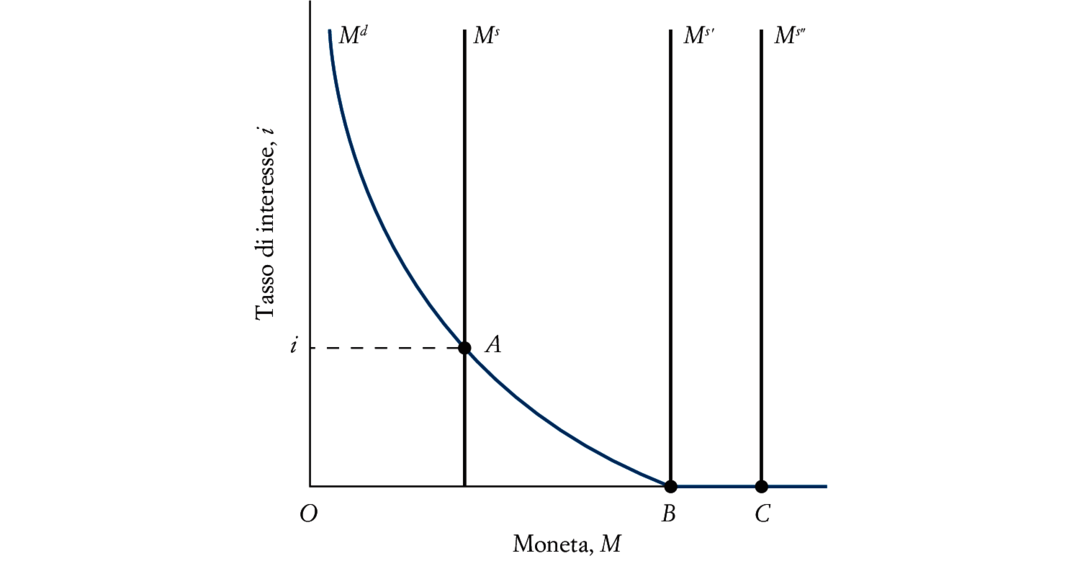 Mᵈ
Mˢ
Mˢ′
Mˢ″
Tasso di interesse, i
i
A
O
B
C
Moneta, M